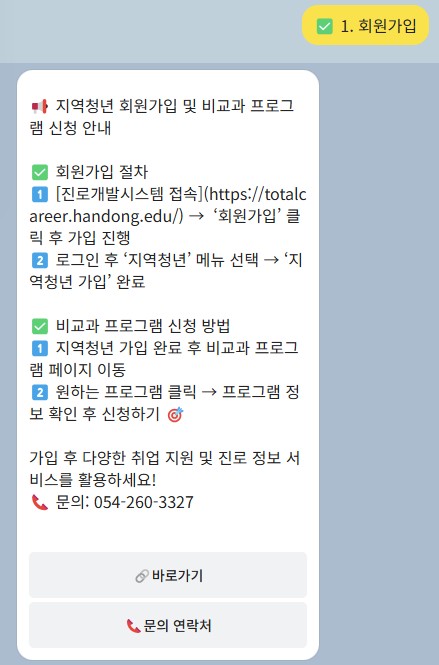 ✅ 1. 회원가입
📢 지역청년 회원가입 및 비교과 프로그
램 신청 안내
✅ 회원가입 절차
1️⃣ [진로개발시스템 접속](https://totalc
areer.handong.edu/) → ‘회원가입’ 클
릭 후 가입 진행
2️⃣ 로그인 후 ‘지역청년’ 메뉴 선택 → ‘지
역청년 가입’ 완료
✅ 비교과 프로그램 신청 방법
1️⃣ 지역청년 가입 완료 후 비교과 프로그
램 페이지 이동
2️⃣ 원하는 프로그램 클릭 → 프로그램 정
보 확인 후 신청하기 🎯
가입 후 다양한 취업 지원 및 진로 정보 서
비스를 활용하세요!
📞 문의: 054-260-3327
🔗 바로가기
📞 문의 연락처